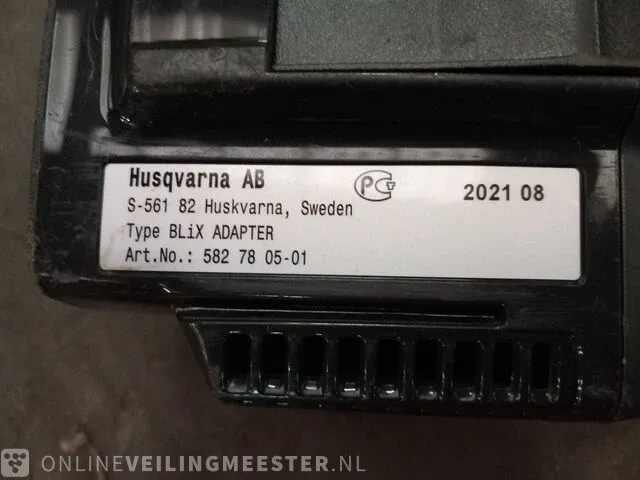 Husqvarna AB
S-561 82 Huskvarna, Sweden
Type BLiX ADAPTER
Art.No.: 582 78 05-01
PG
2021 08
ONLINEVEILINGMEESTER.NL